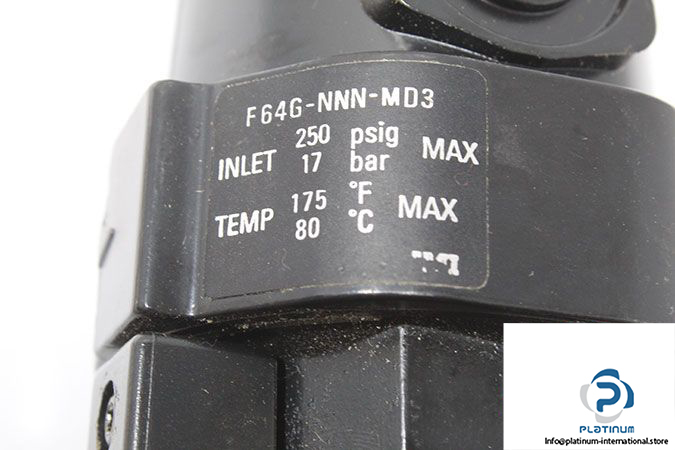 F64G-NNN-MD3
INLET 250 psig MAX
17 bar
TEMP 175 °F MAX
80 °C
PLATINUM
Info@platinum-international.store